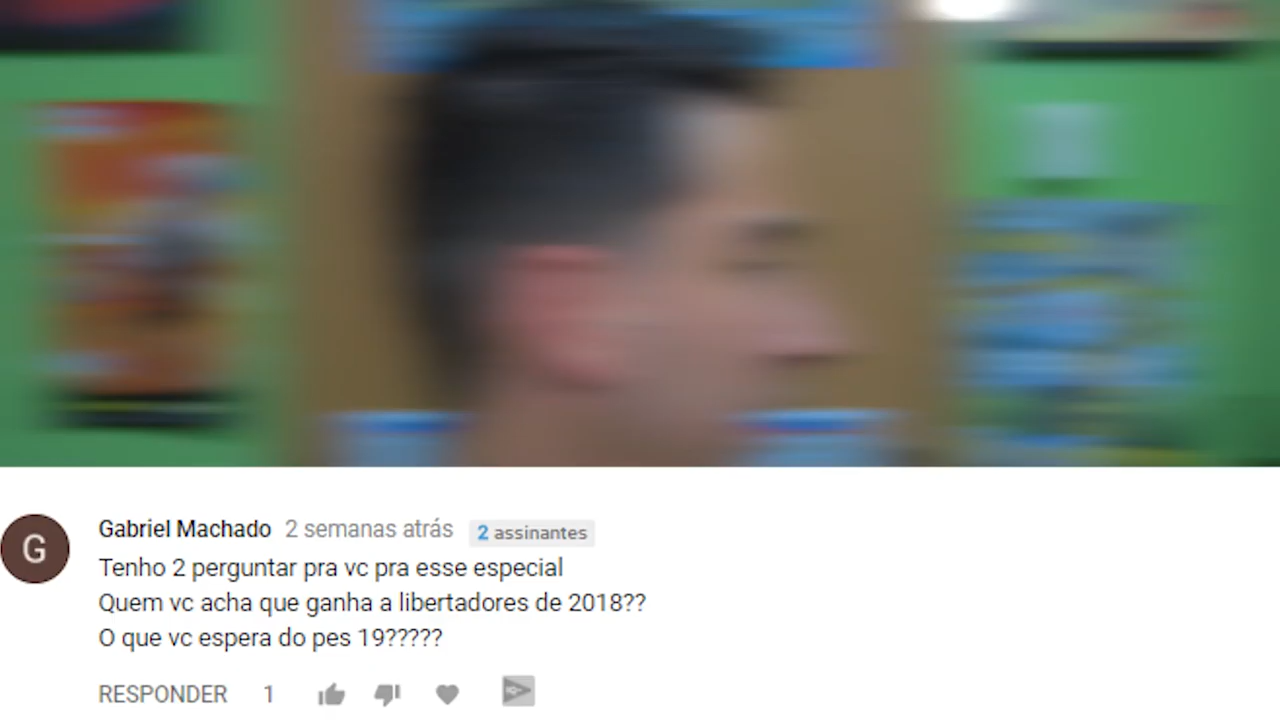 Gabriel Machado 2 semanas atrás 2 assinantes
G
Tenho 2 perguntar pra vc pra esse especial
Quem vc acha que ganha a libertadores de 2018??
O que vc espera do pes 19?????
RESPONDER 1